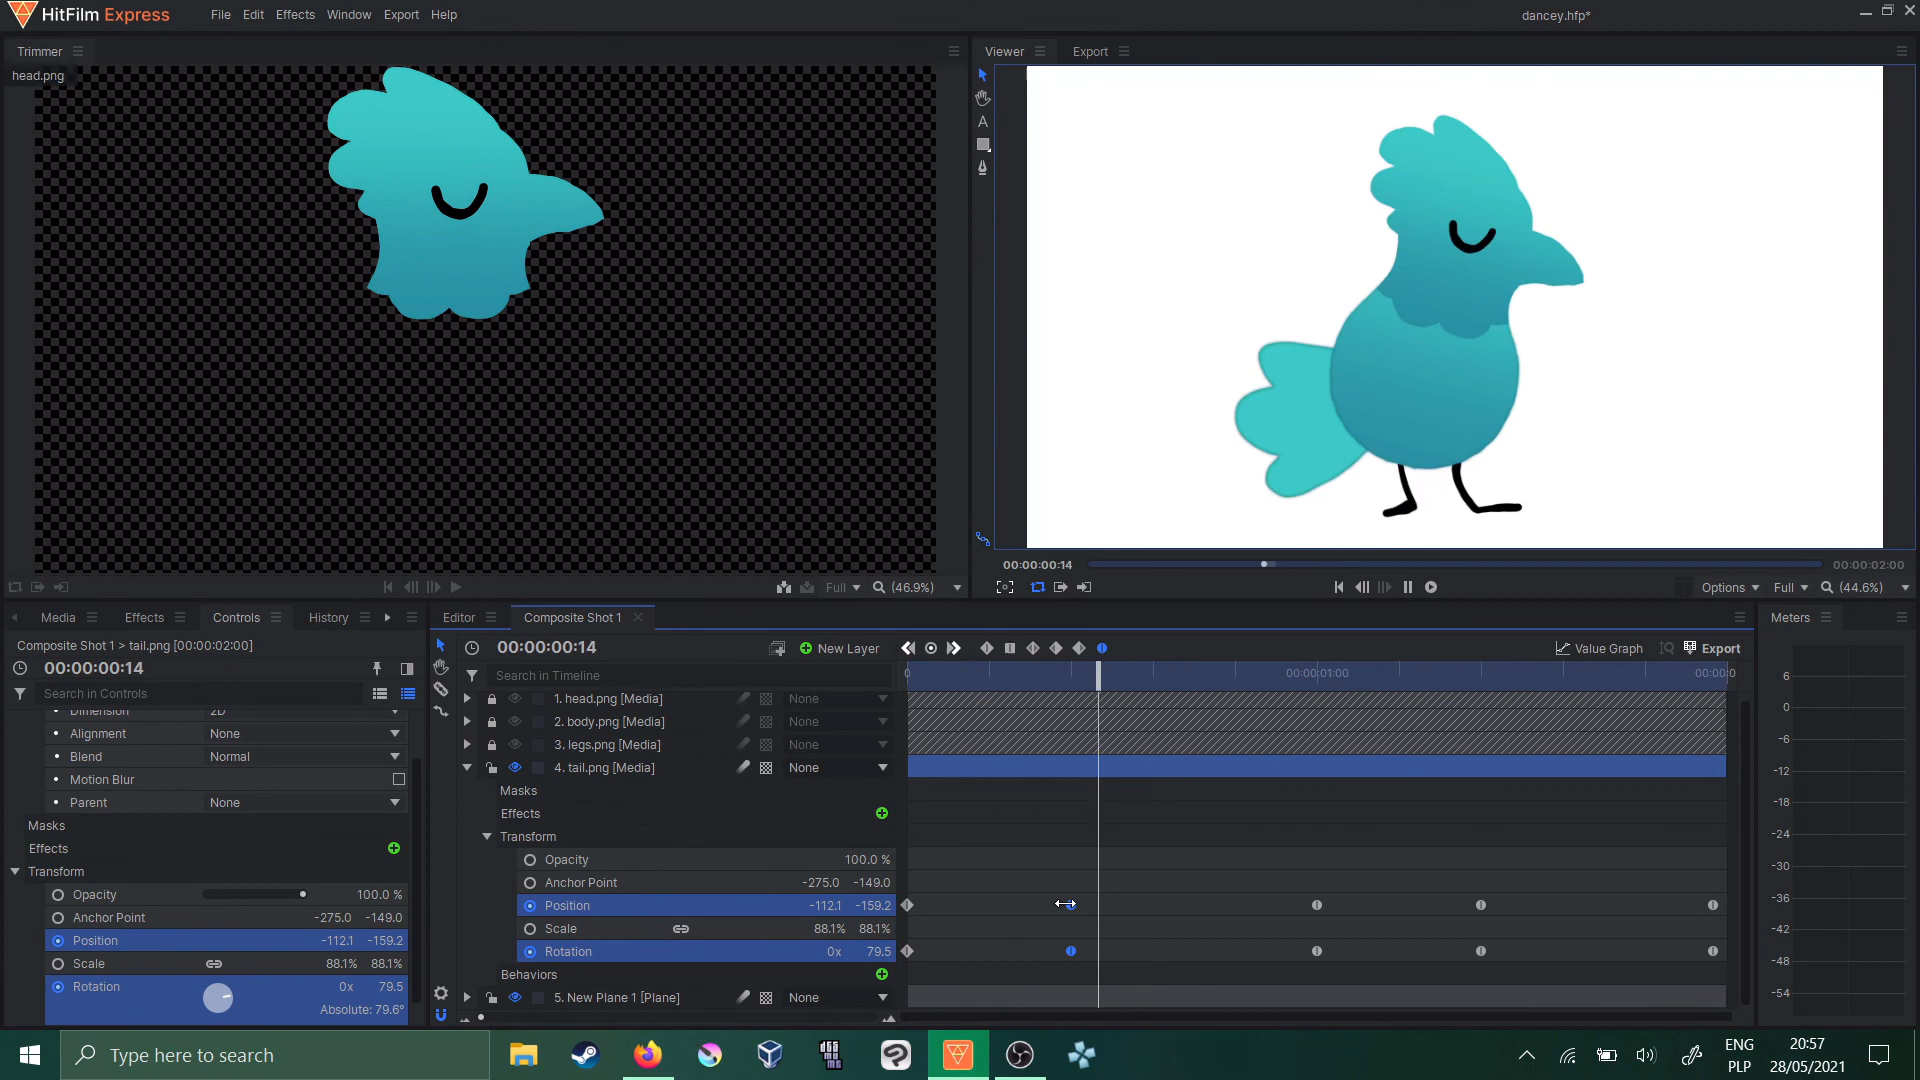 HitFilm Express File Edit Effects Window Export Help dancey.hfp*
Trimmer
head.png
Viewer Export
A
Full (46.9%)
00:00:00:14 00:00:02:00
Options Full (44.6%)
Media Effects Controls History
Composite Shot 1 > tail.png [00:00:02:00]
00:00:00:14
Search in Controls
Dimension 2D
Alignment None
Blend Normal
Motion Blur
Parent None
Masks
Effects
Transform
Opacity 100.0 %
Anchor Point -275.0 -149.0
Position -112.1 -159.2
Scale 88.1% 88.1%
Rotation 0x 79.5
Absolute: 79.6°
Editor Composite Shot 1
00:00:00:14 New Layer Value Graph Export
Search in Timeline
0 00:00:01:00 00:00:0
1. head.png [Media] None
2. body.png [Media] None
3. legs.png [Media] None
4. tail.png [Media] None
Masks
Effects
Transform
Opacity 100.0 %
Anchor Point -275.0 -149.0
Position -112.1 -159.2
Scale 88.1% 88.1%
Rotation 0x 79.5
Behaviors
5. New Plane 1 [Plane] None
Meters
6
0
-6
-12
-18
-24
-30
-36
-42
-48
-54
Type here to search
ENG
PLP
20:57
28/05/2021